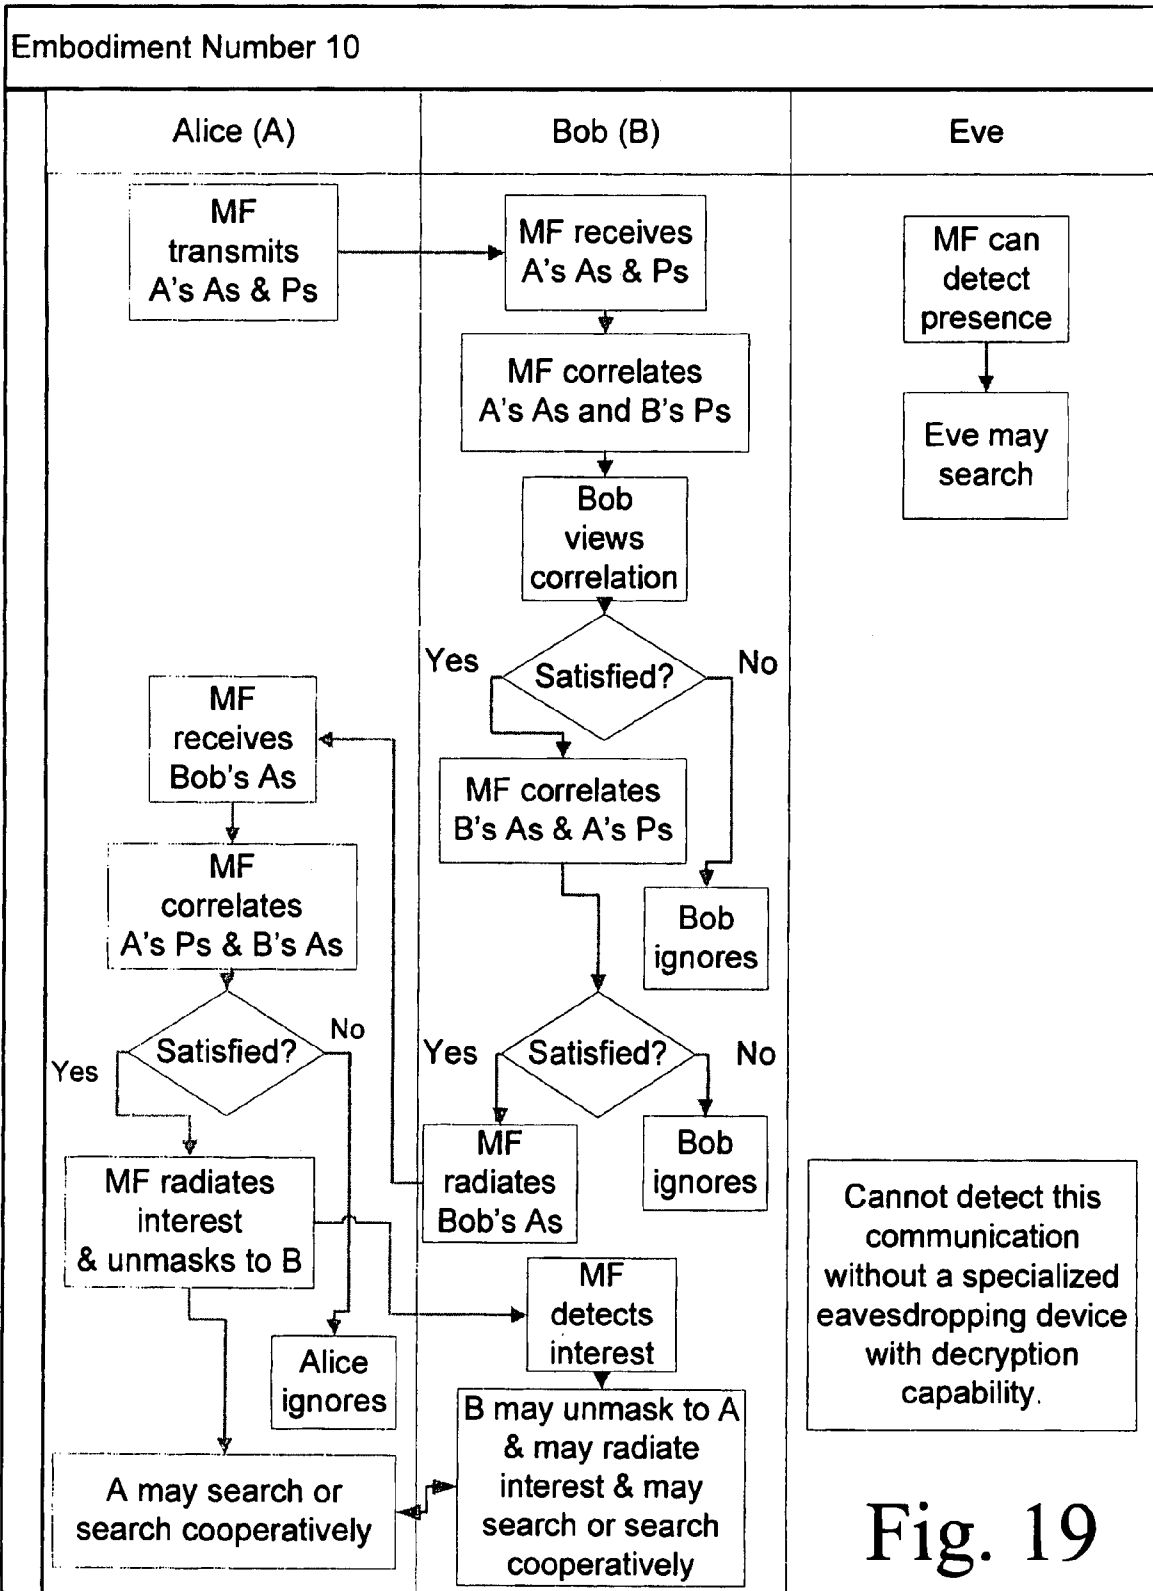 Embodiment Number 10
Alice (A)
Bob (B)
Eve
MF
transmits
A's As & Ps
MF receives
A's As & Ps
MF can
detect
presence
MF correlates
A's As and B's Ps
Eve may
search
Bob
views
correlation
Yes
Satisfied?
No
MF
receives
Bob's As
MF correlates
B's As & A's Ps
MF
correlates
A's Ps & B's As
Bob
ignores
Yes
Satisfied?
No
Yes
Satisfied?
No
MF radiates
interest
& unmasks to B
MF
radiates
Bob's As
Bob
ignores
Cannot detect this
communication
without a specialized
eavesdropping device
with decryption
capability.
MF
detects
interest
Alice
ignores
A may search or
search cooperatively
B may unmask to A
& may radiate
interest & may
search or search
cooperatively
Fig. 19